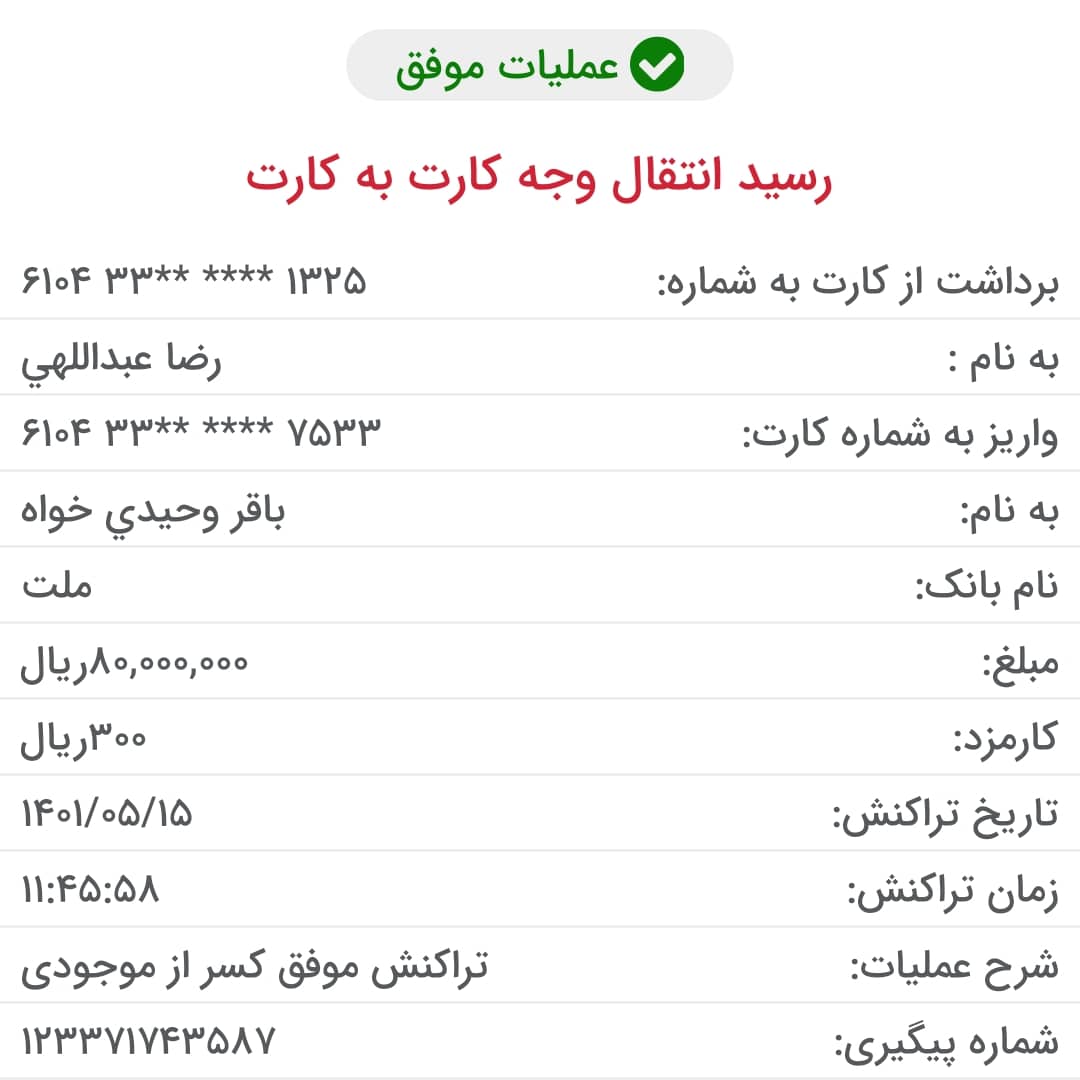 عملیات موفق
رسید انتقال وجه کارت به کارت
برداشت از کارت به شماره: ۶۱۰۴ ۳۳** **** ۱۳۲۵
به نام : رضا عبداللهي
واریز به شماره کارت: ۶۱۰۴ ۳۳** **** ۷۵۳۳
به نام: باقر وحيدي خواه
نام بانک: ملت
مبلغ: ۸۰,۰۰۰,۰۰۰ریال
کارمزد: ۳۰۰ریال
تاریخ تراکنش: ۱۴۰۱/۰۵/۱۵
زمان تراکنش: ۱۱:۴۵:۵۸
شرح عملیات: تراکنش موفق کسر از موجودی
شماره پیگیری: ۱۲۳۳۷۱۷۴۳۵۸۷